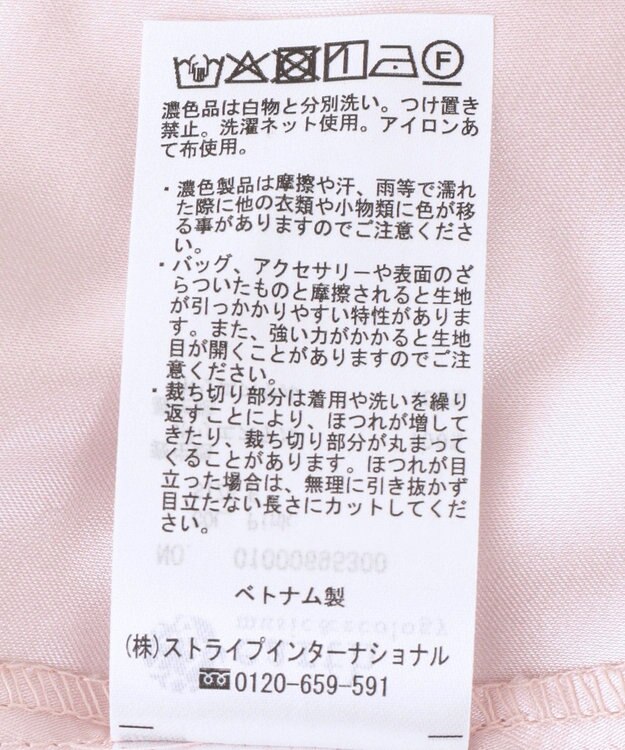 F
濃色品は白物と分別洗い。つけ置き
禁止。洗濯ネット使用。アイロンあ
て布使用。
・濃色製品は摩擦や汗、雨等で濡れ
た際に他の衣類や小物類に色が移
る事がありますのでご注意くださ
い。
・バッグ、アクセサリーや表面のざ
らついたものと摩擦されると生地
が引っかかりやすい特性がありま
す。また、強い力がかかると生地
目が開くことがありますのでご注
意ください。
・裁ち切り部分は着用や洗いを繰り
返すことにより、ほつれが増して
きたり、裁ち切り部分が丸まって
くることがあります。ほつれが目
立った場合は、無理に引き抜かず
目立たない長さにカットしてくだ
さい。
NO. 01000695300
ベトナム製
music&ecology
(株)ストライプインターナショナル
0120-659-591